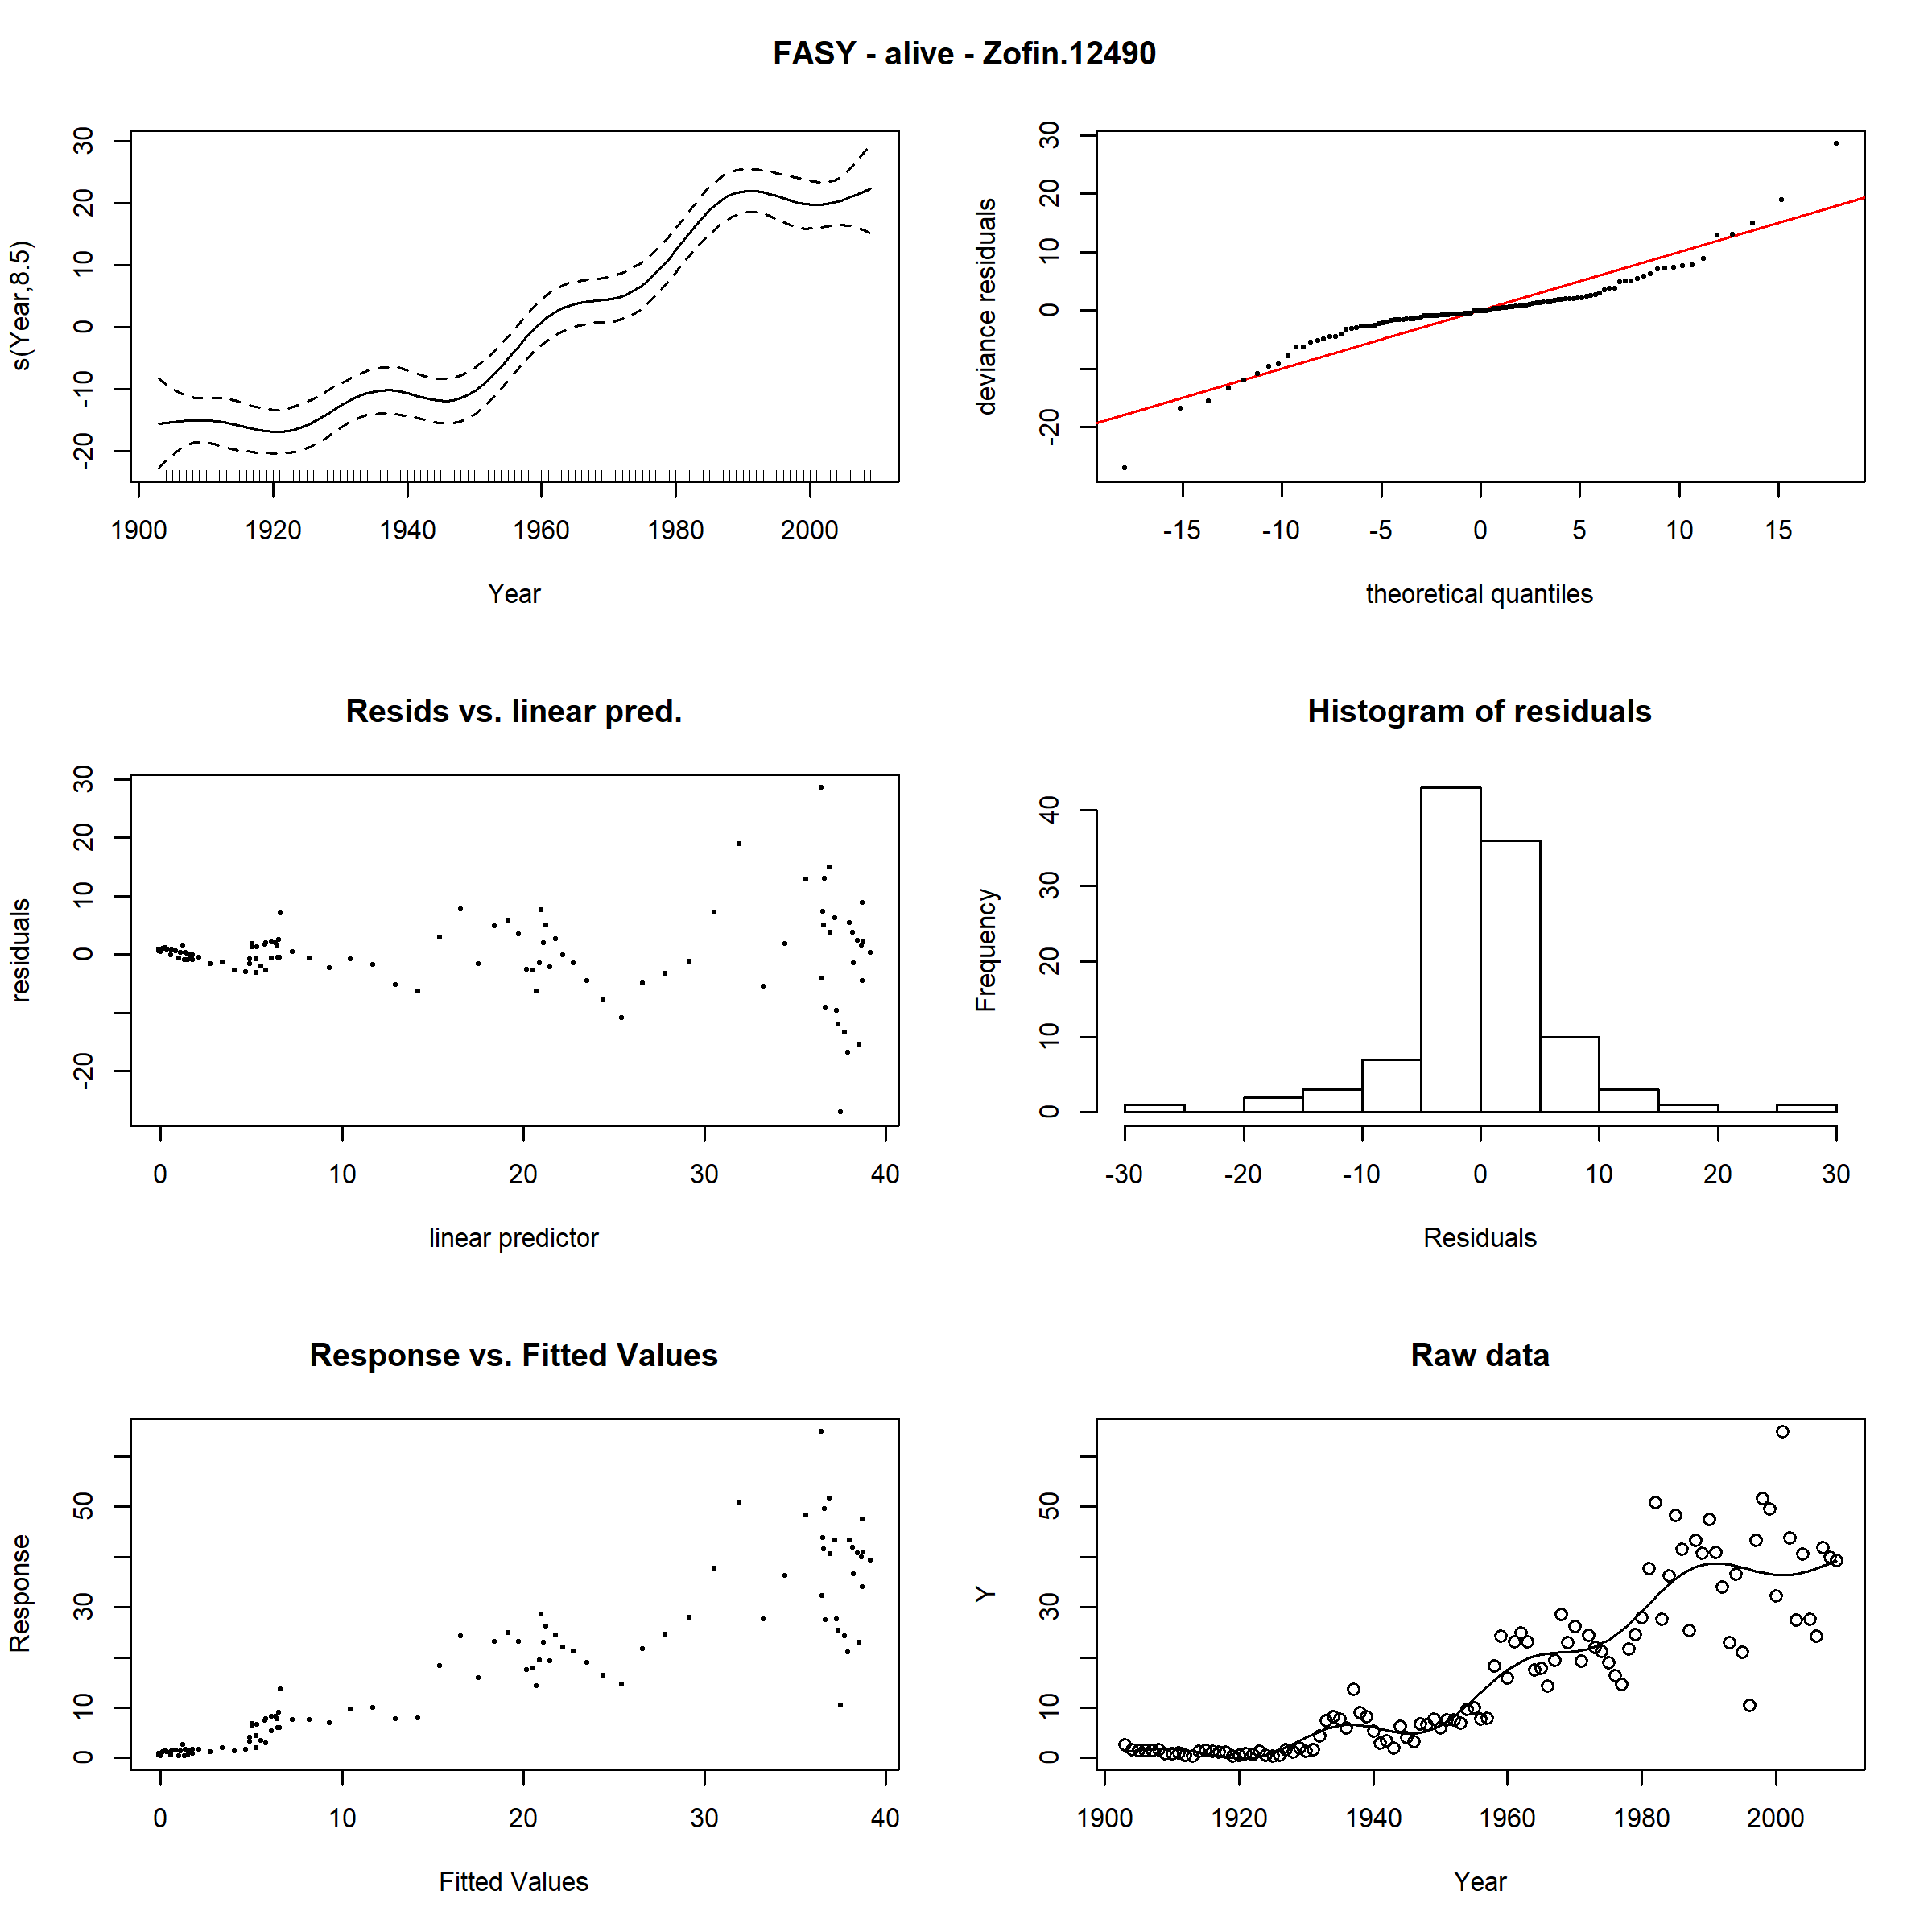 FASY - alive - Zofin.12490
s(Year,8.5)
-20 -10 0 10 20 30
1900 1920 1940 1960 1980 2000
Year
deviance residuals
-20 0 10 20 30
-15 -10 -5 0 5 10 15
theoretical quantiles
Resids vs. linear pred.
residuals
-20 0 10 20 30
0 10 20 30 40
linear predictor
Histogram of residuals
Frequency
0 10 20 30 40
-30 -20 -10 0 10 20 30
Residuals
Response vs. Fitted Values
Response
0 10 30 50
0 10 20 30 40
Fitted Values
Raw data
Y
0 10 30 50
1900 1920 1940 1960 1980 2000
Year